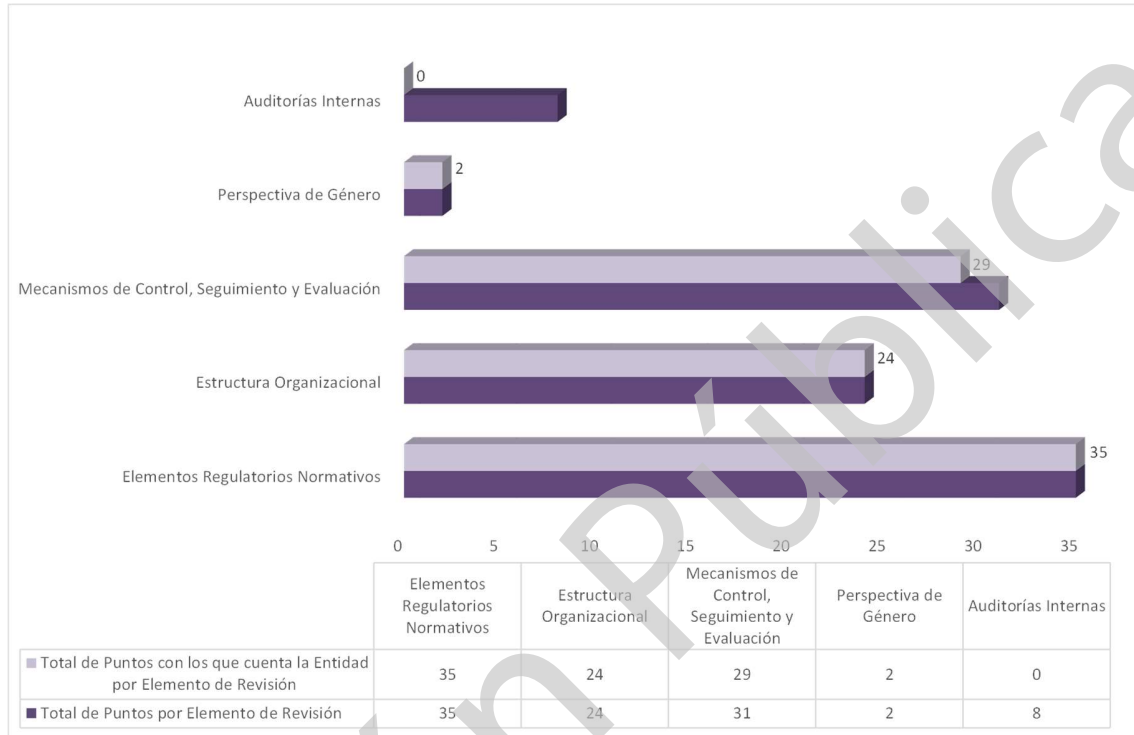 0
Auditorías Internas
2
Perspectiva de Género
29
Mecanismos de Control, Seguimiento y Evaluación
24
Estructura Organizacional
35
Elementos Regulatorios Normativos
0 5 10 15 20 25 30 35
Elementos Regulatorios Normativos
Estructura Organizacional
Mecanismos de Control, Seguimiento y Evaluación
Perspectiva de Género
Auditorías Internas
Total de Puntos con los que cuenta la Entidad
por Elemento de Revisión
35 24 29 2 0
Total de Puntos por Elemento de Revisión 35 24 31 2 8
n Pública